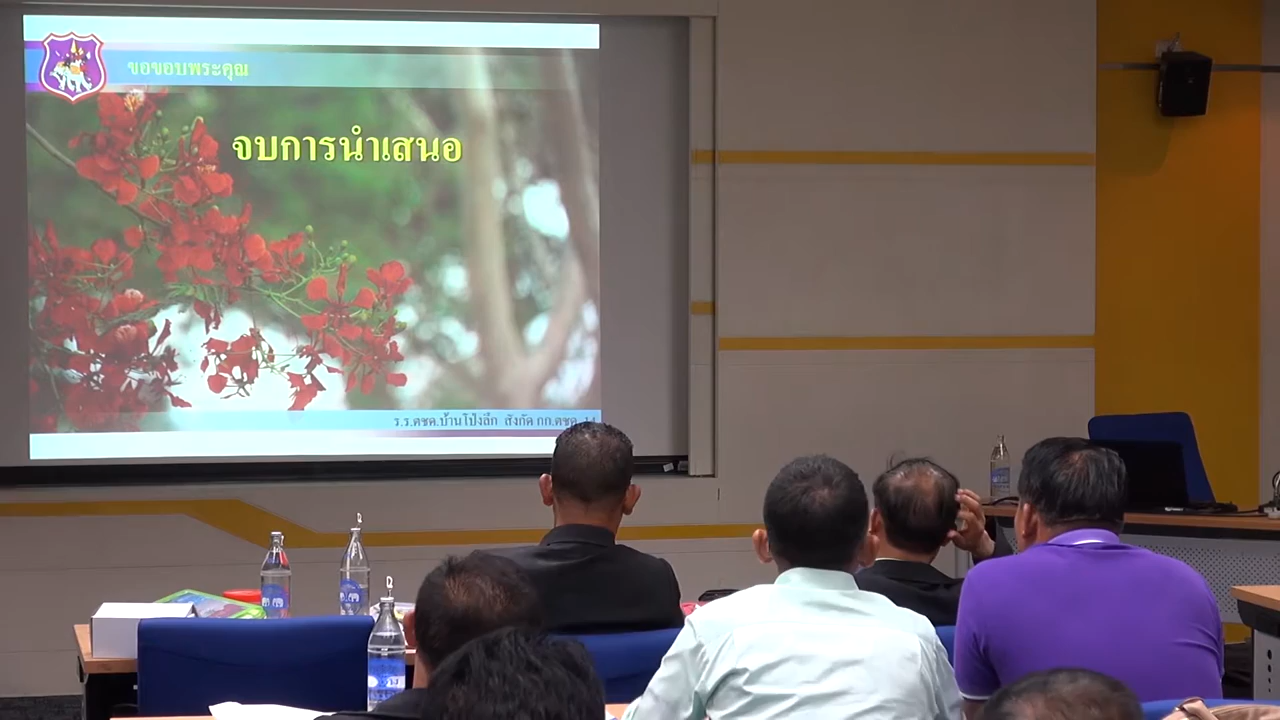 ขอขอบพระคุณ
จบการนำเสนอ
ร.ร.ตชด.บ้านโป่งลึก สังกัด กก.ตชด. 14